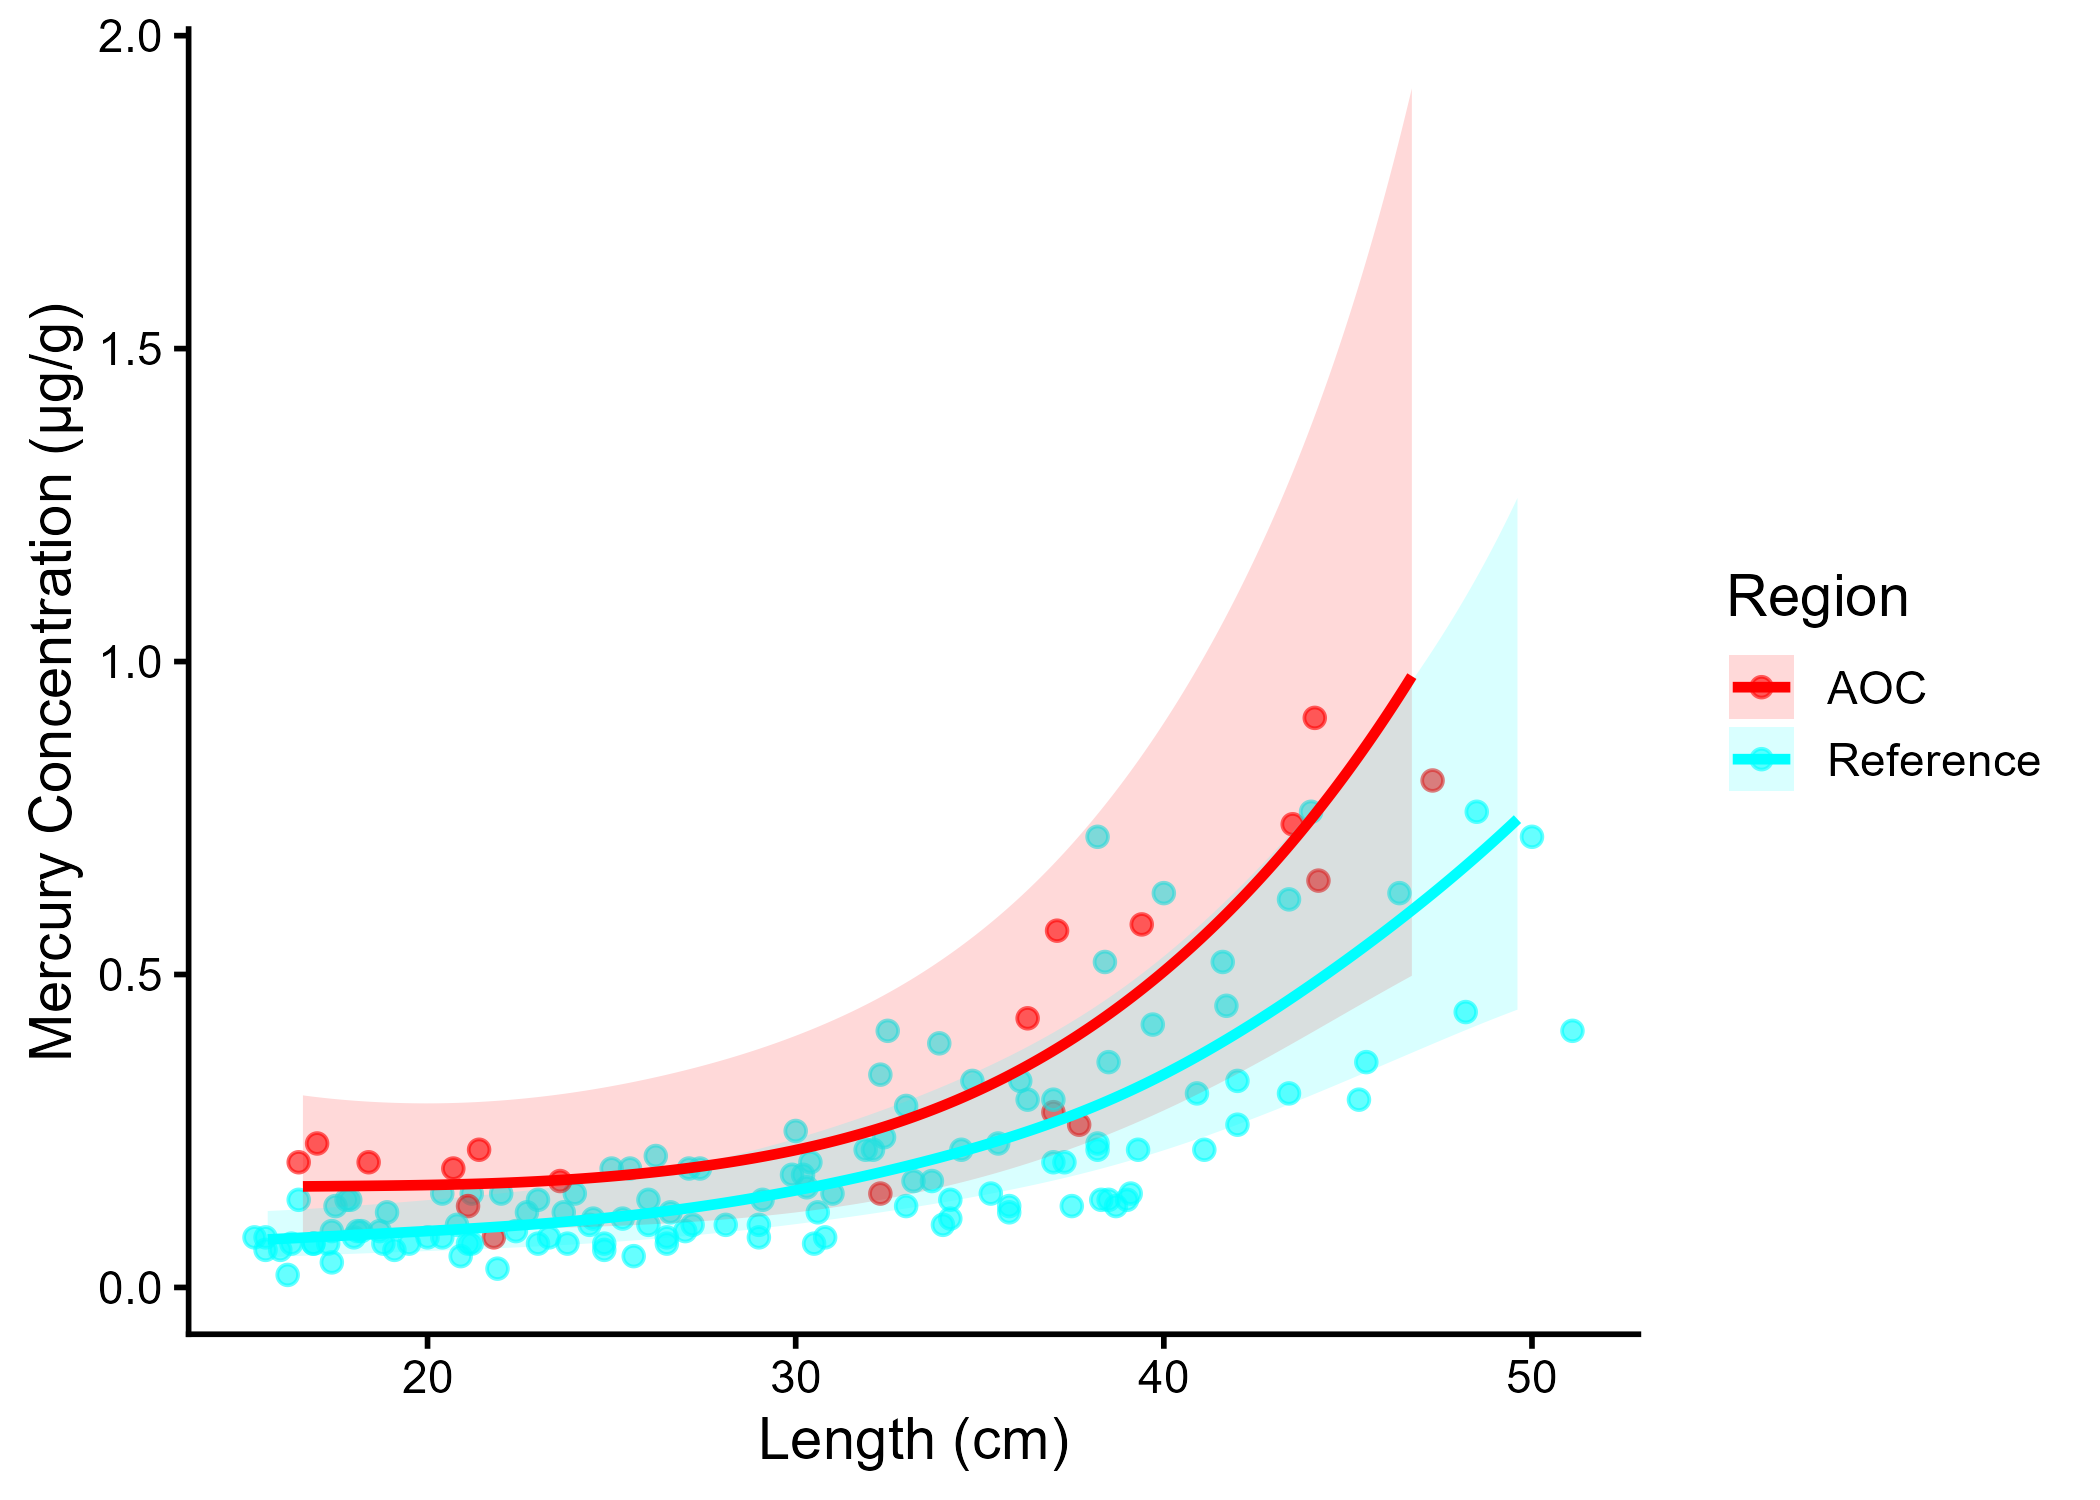 2.0
1.5
1.0
0.5
0.0
Mercury Concentration (µg/g)
20 30 40 50
Length (cm)
Region
AOC
Reference